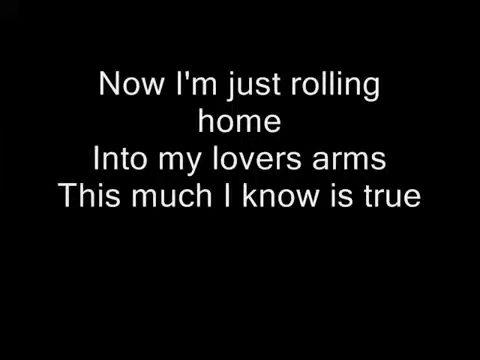 Now I'm just rolling
home
Into my lovers arms
This much I know is true